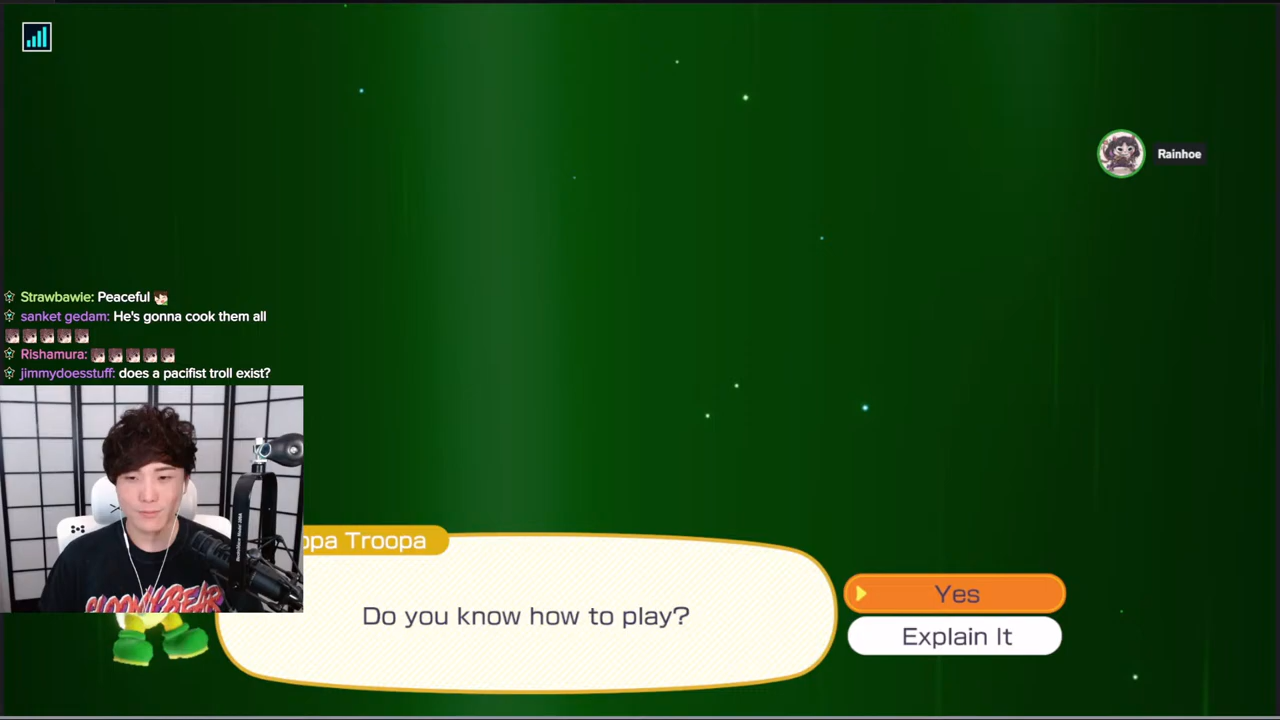 Rainhoe
Strawbawie: Peaceful
sanket gedam: He's gonna cook them all
Rishamura:
jimmydoesstuff: does a pacifist troll exist?
opa Troopa
Do you know how to play?
Yes
Explain It